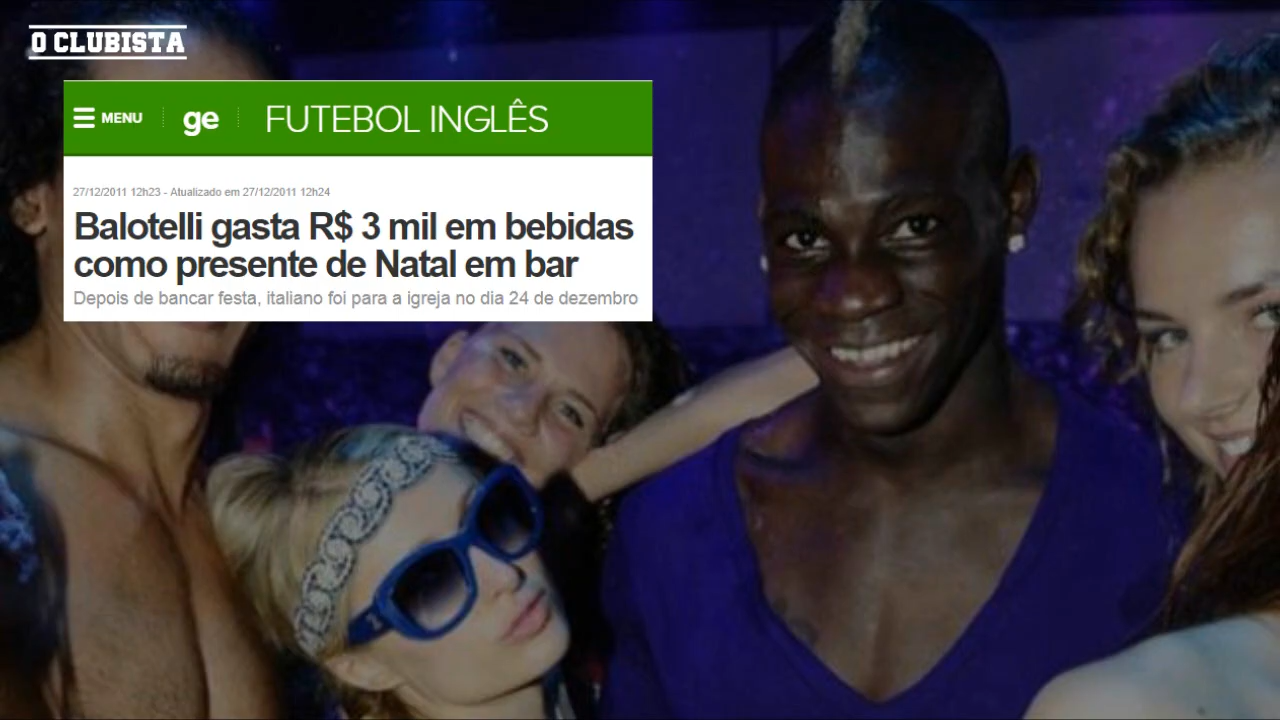 O CLUBISTA
MENU ge FUTEBOL INGLÊS
27/12/2011 12h23 - Atualizado em 27/12/2011 12h24
Balotelli gasta R$ 3 mil em bebidas
como presente de Natal em bar
Depois de bancar festa, italiano foi para a igreja no dia 24 de dezembro